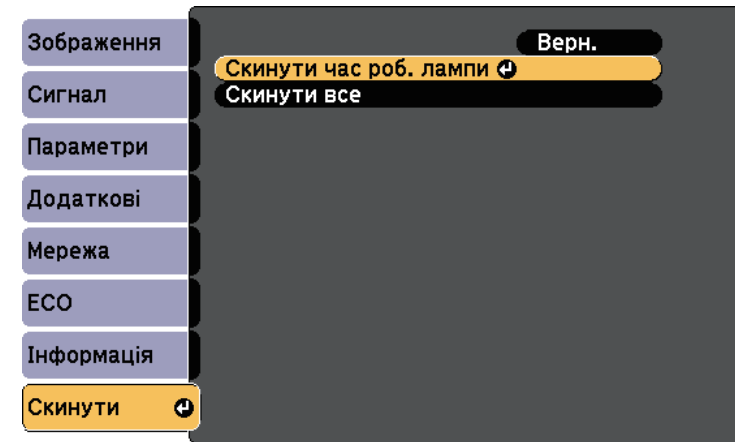 Зображення
Сигнал
Параметри
Додаткові
Мережа
ECO
Інформація
Скинути
Верн.
Скинути час роб. лампи
Скинути все